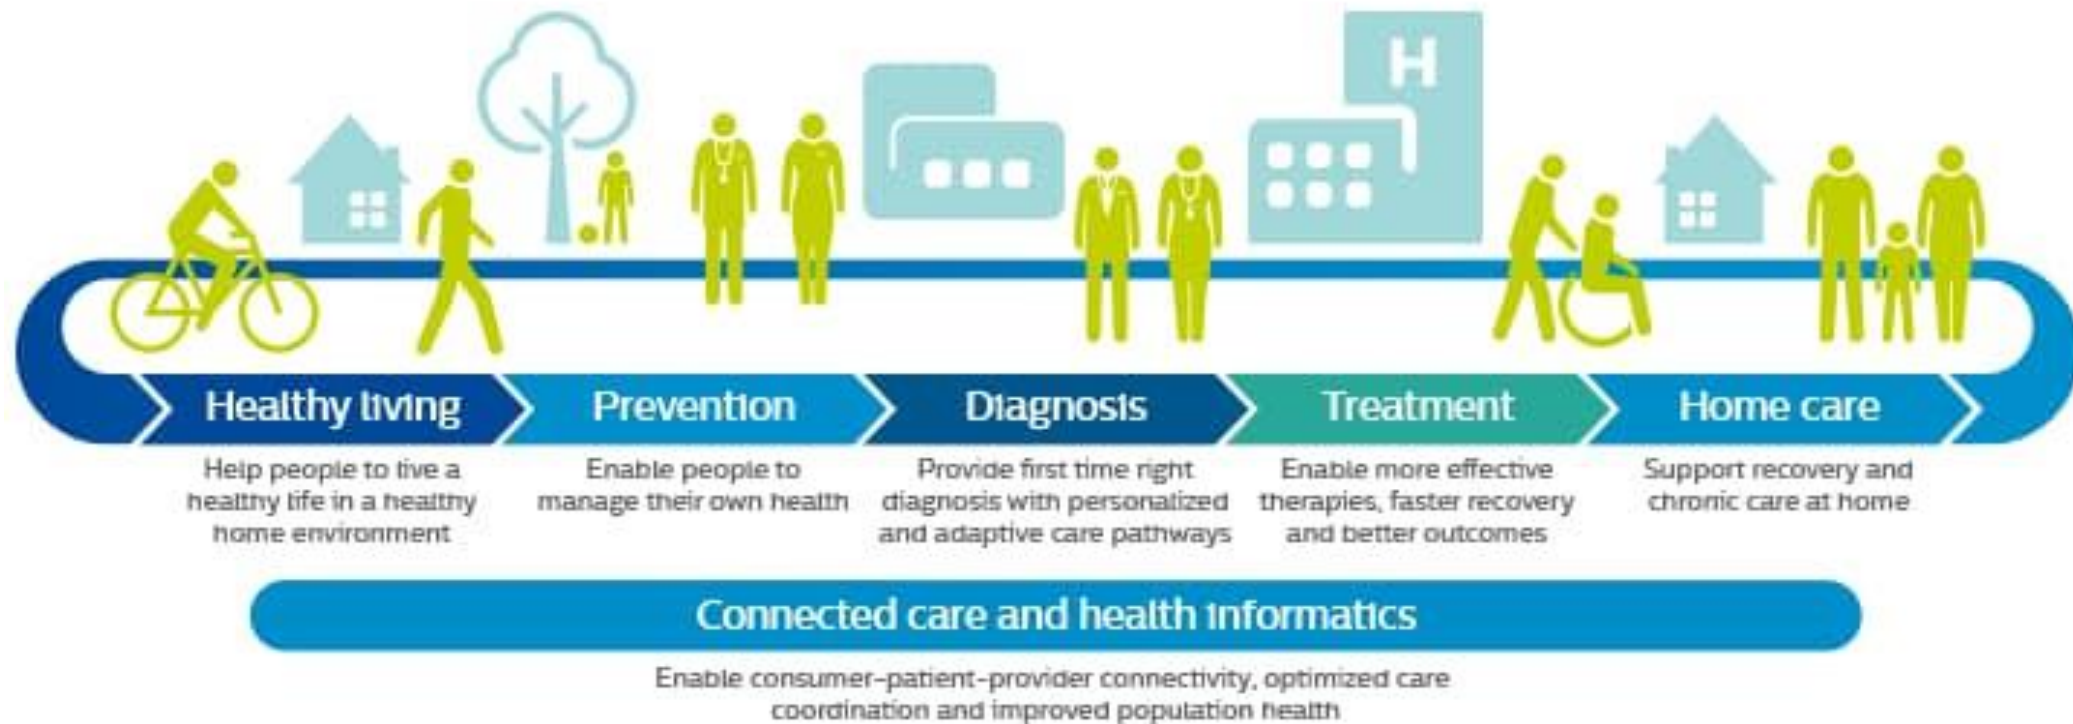 H
Healthy living
Prevention
Diagnosis
Treatment
Home care
Help people to live a
healthy life in a healthy
home environment
Enable people to
manage their own health
Provide first time right
diagnosis with personalized
and adaptive care pathways
Enable more effective
therapies, faster recovery
and better outcomes
Support recovery and
chronic care at home
Connected care and health informatics
Enable consumer-patient-provider connectivity, optimized care
coordination and improved population health